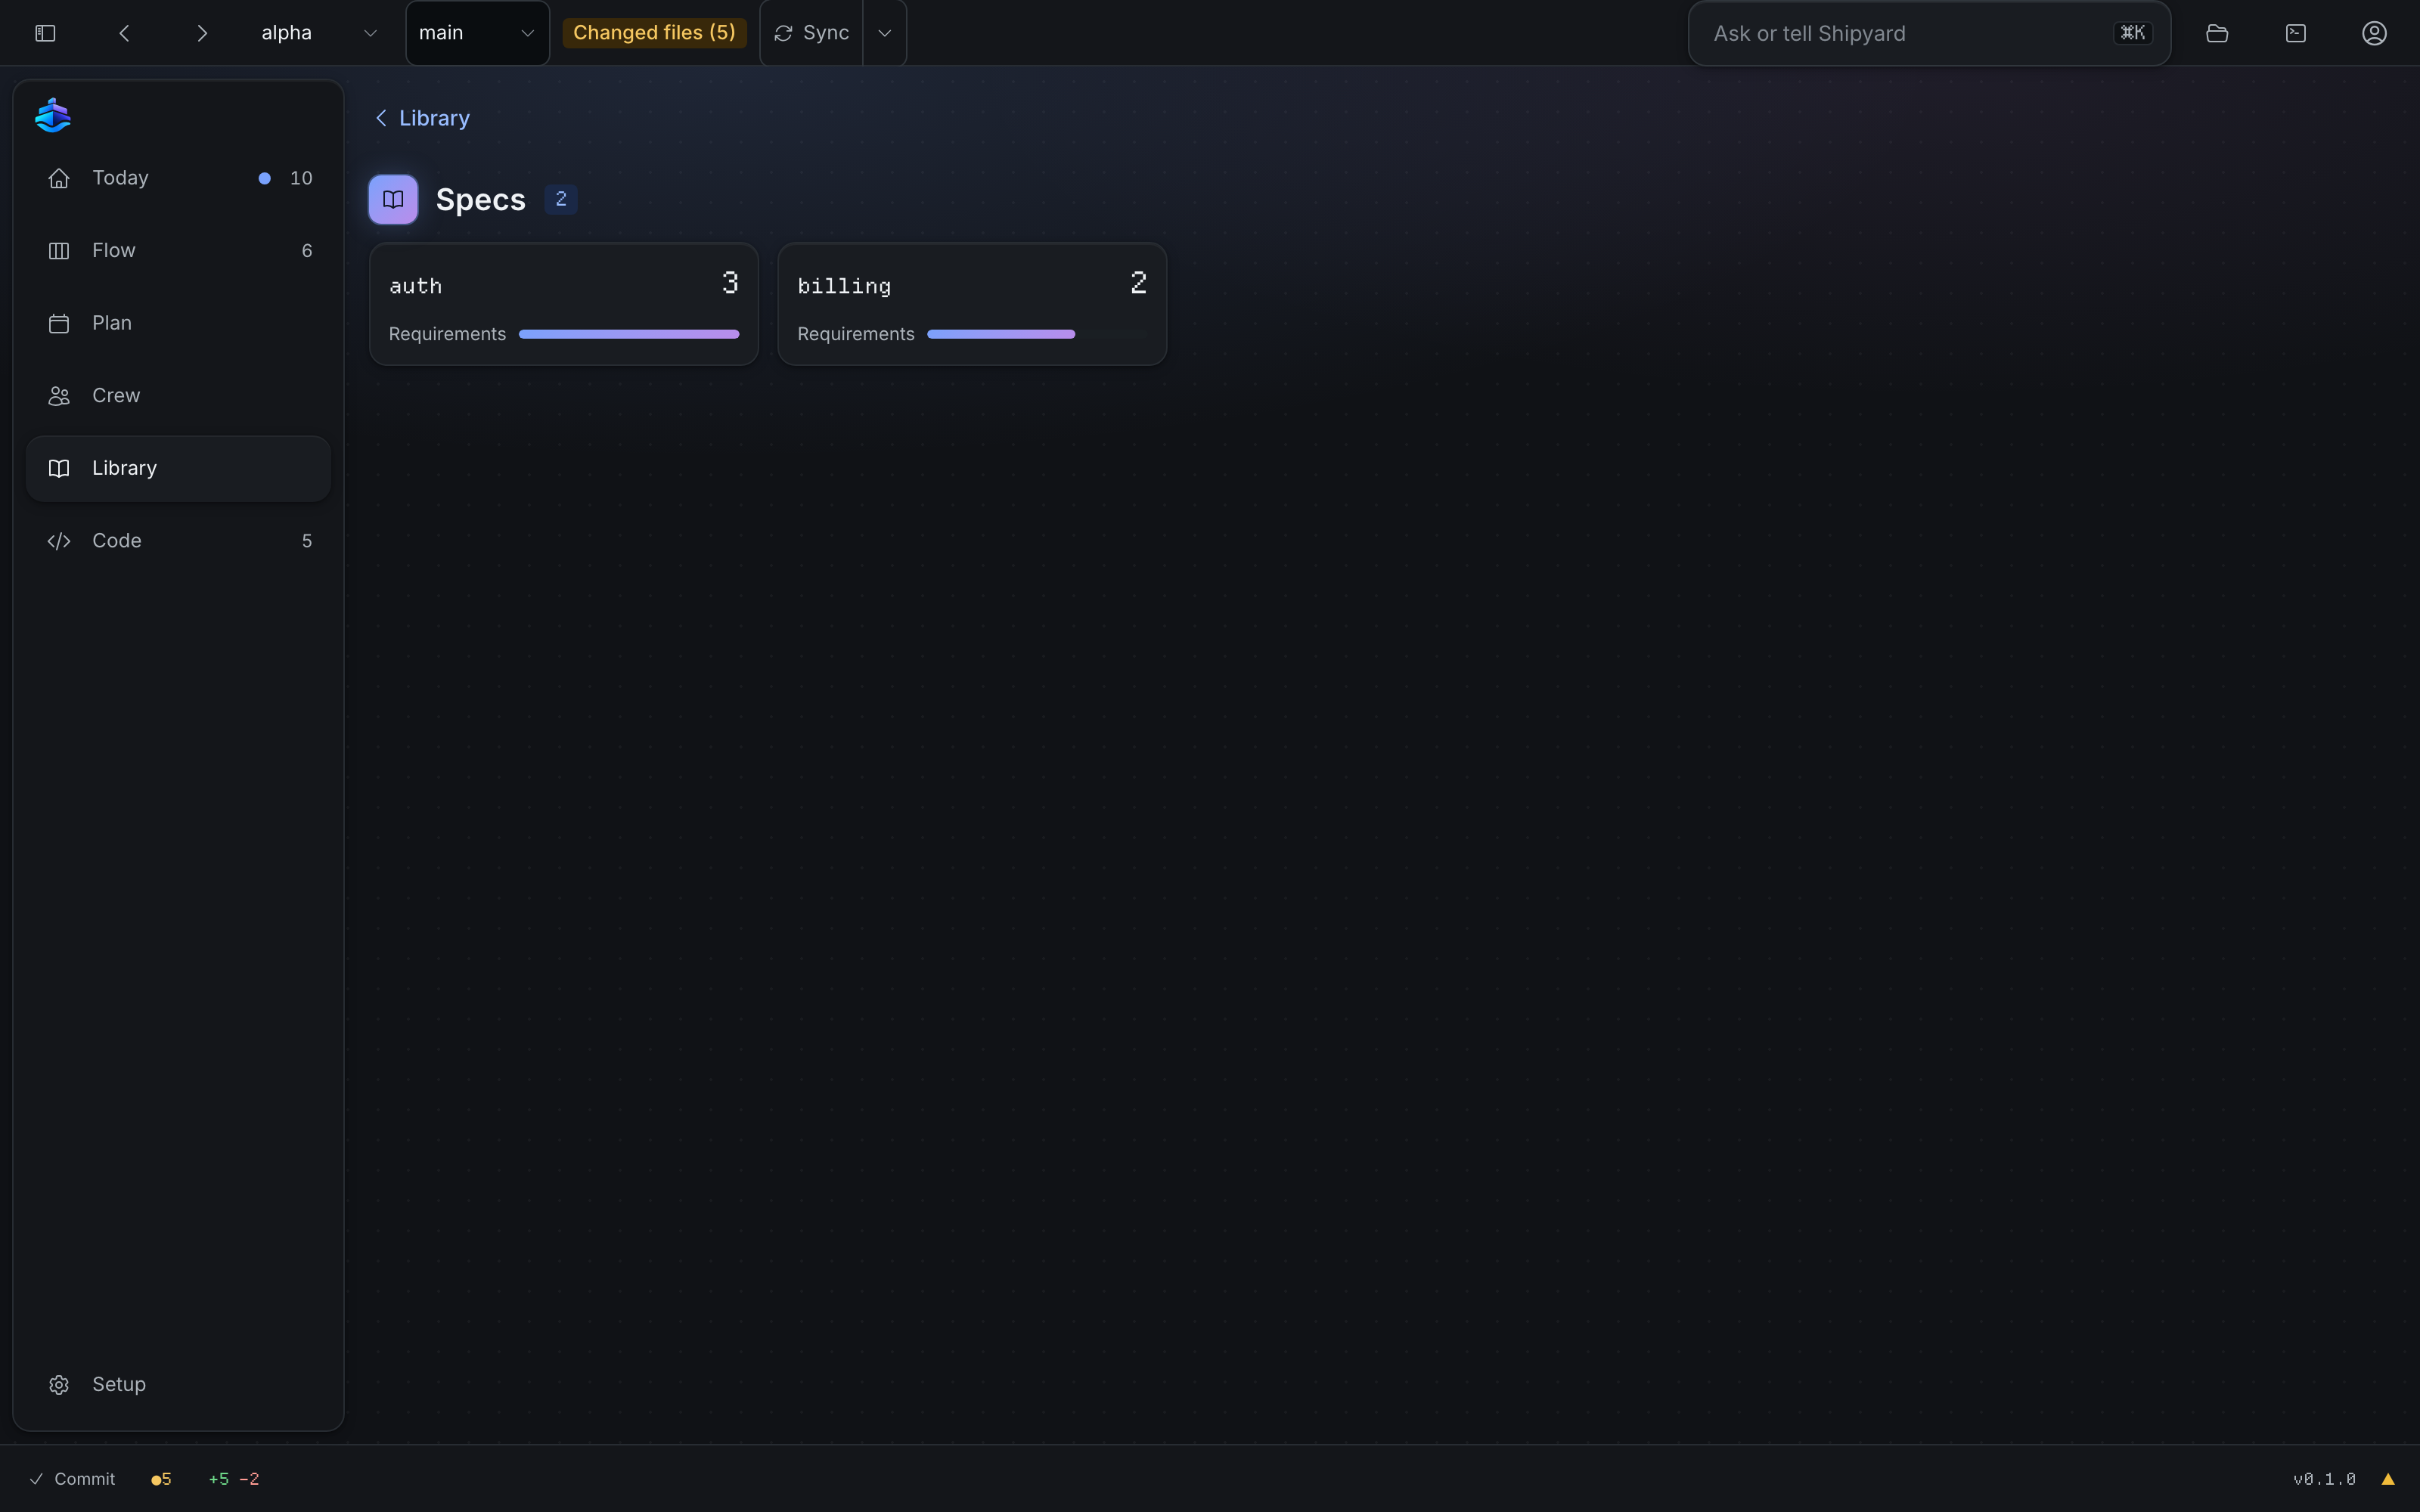 alpha
main
Changed files (5)
Sync
Ask or tell Shipyard
⌘K
Library
Today 10
Flow 6
Plan
Crew
Library
Code 5
Setup
Specs 2
auth 3
Requirements
billing 2
Requirements
Commit
5
+5 -2
v0.1.0